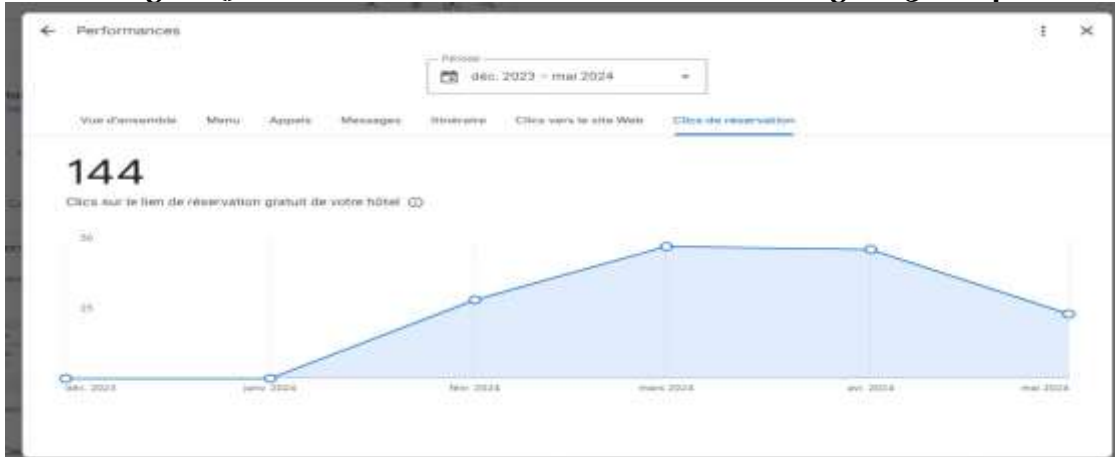 Performances
Période
déc. 2023 – mai 2024
Vue d'ensemble Menu Appels Messages Itinéraire Clics vers le site Web Clics de réservation
144
Clics sur le lien de réservation gratuit de votre hôtel
déc. 2023 janv. 2024 févr. 2024 mars 2024 avr. 2024 mai 2024